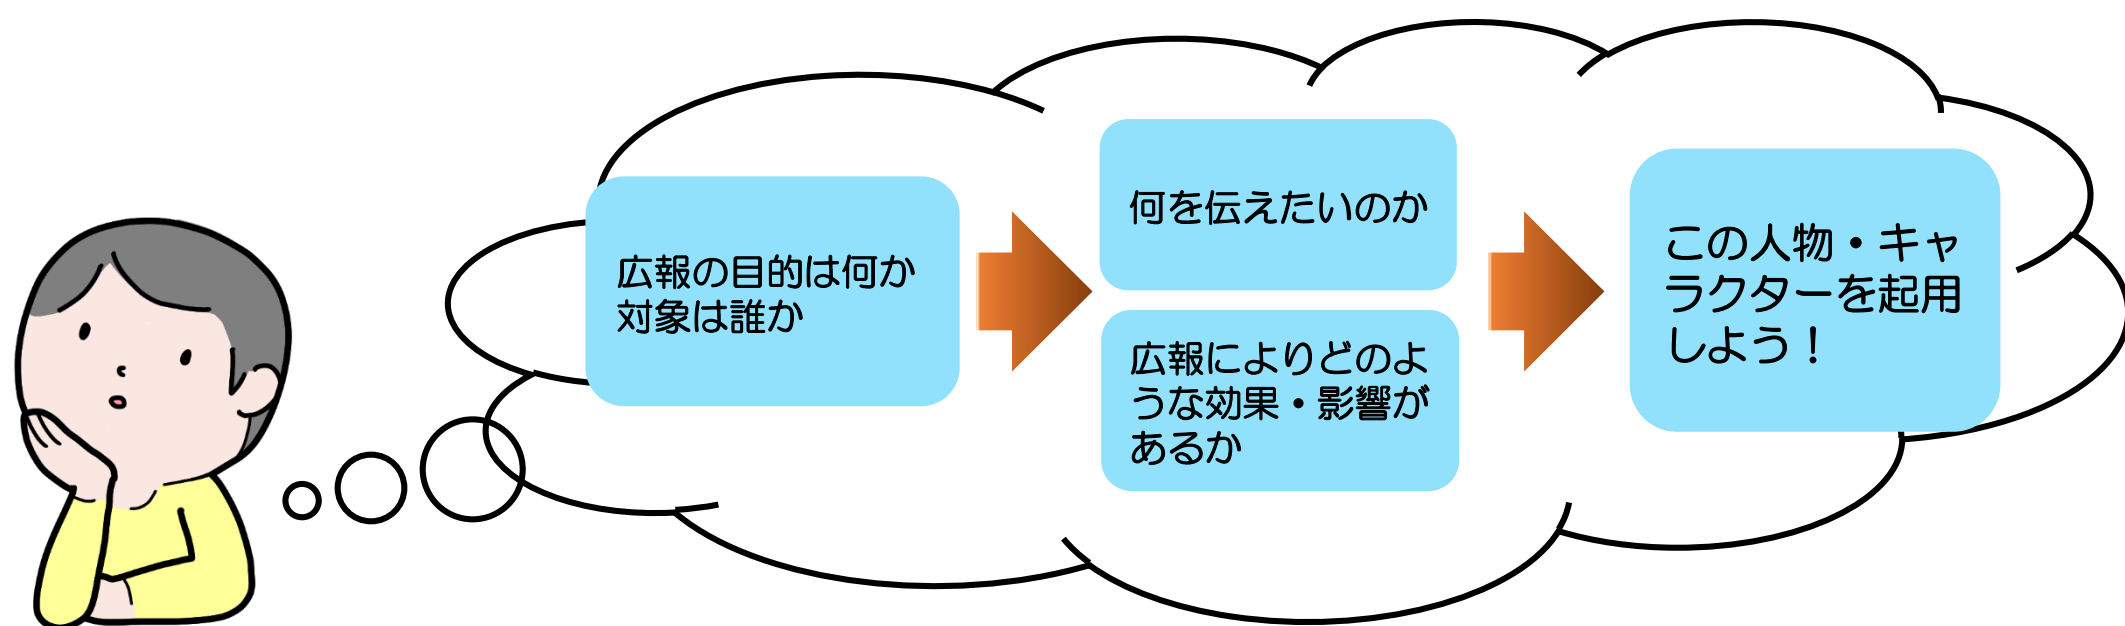 広報の目的は何か
対象は誰か
何を伝えたいのか
広報によりどのよ
うな効果・影響が
あるか
この人物・キャ
ラクターを起用
しよう！